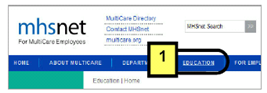 MultiCare Directory
mhsnet
Contact MHSnet
MHSnet Search
For MultiCare Employees
multicare.org
1
HOME ABOUT MULTICARE DEPARTM EDUCATION FOR EMPL
Education | Home